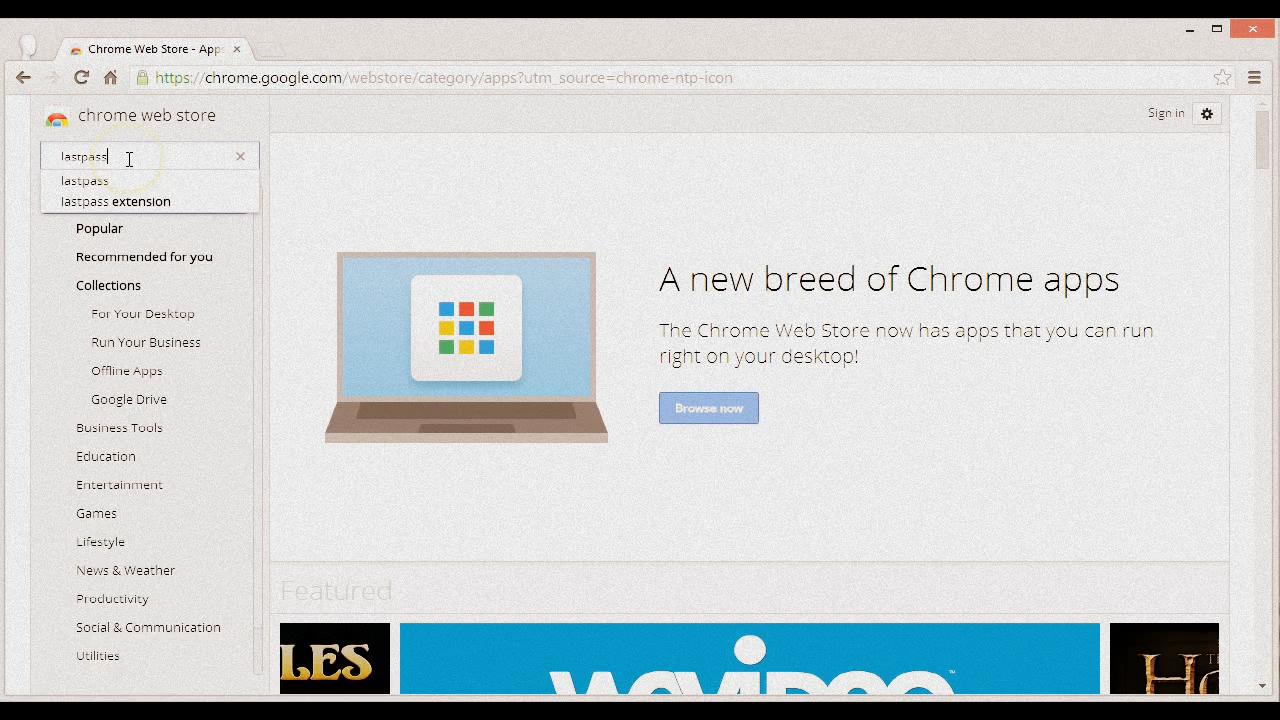 Chrome Web Store - Apps
https://chrome.google.com/webstore/category/apps?utm_source=chrome-ntp-icon
chrome web store
Sign in
lastpass
lastpass
lastpass extension
Popular
Recommended for you
Collections
For Your Desktop
Run Your Business
Offline Apps
Google Drive
Business Tools
Education
Entertainment
Games
Lifestyle
News & Weather
Productivity
Social & Communication
Utilities
A new breed of Chrome apps
The Chrome Web Store now has apps that you can run
right on your desktop!
Browse now
Featured
LES